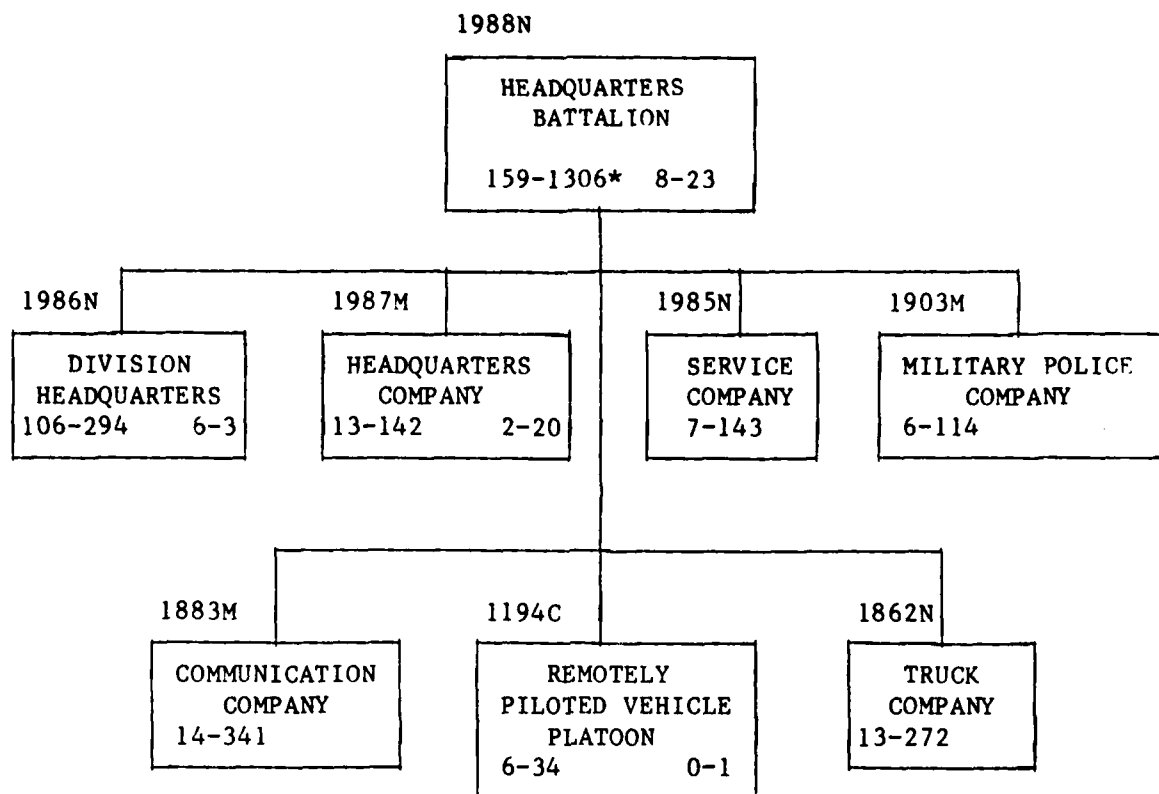 1988N
HEADQUARTERS
BATTALION
159-1306* 8-23
1986N
DIVISION
HEADQUARTERS
106-294 6-3
1987M
HEADQUARTERS
COMPANY
13-142 2-20
1985N
SERVICE
COMPANY
7-143
1903M
MILITARY POLICE
COMPANY
6-114
1883M
COMMUNICATION
COMPANY
14-341
1194C
REMOTELY
PILOTED VEHICLE
PLATOON
6-34 0-1
1862N
TRUCK
COMPANY
13-272